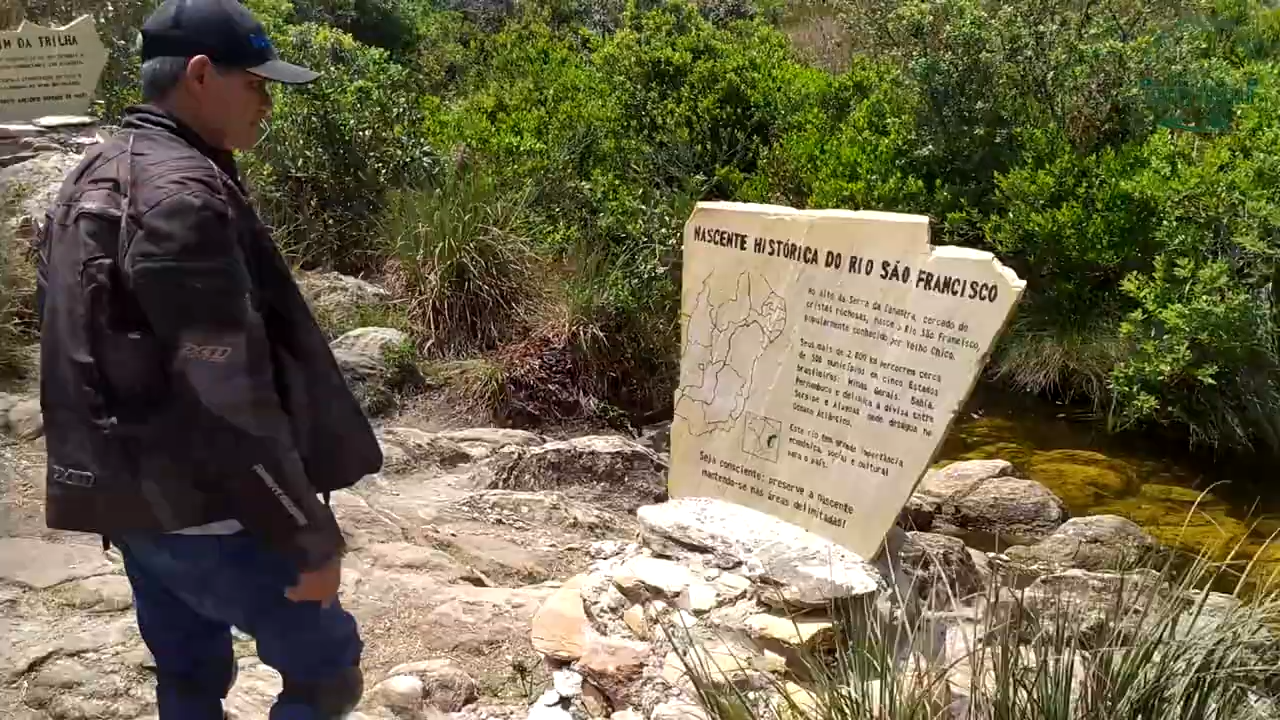 IM DA TRILHA
NASCENTE HISTÓRICA DO RIO SÃO FRANCISCO
No alto da Serra da Canastra, cercado de
cristas rochosas, nasce o Rio São Francisco,
popularmente conhecido por Velho Chico.
Seus mais de 2.800 km percorrem cerca
de 500 municípios em cinco Estados
brasileiros: Minas Gerais, Bahia,
Pernambuco e delimita a divisa entre
Sergipe e Alagoas onde deságua no
Oceano Atlântico.
Este rio tem grande importância
econômica, social e cultural
para o país.
Seja consciente: preserve a nascente
mantendo-se nas áreas delimitadas!